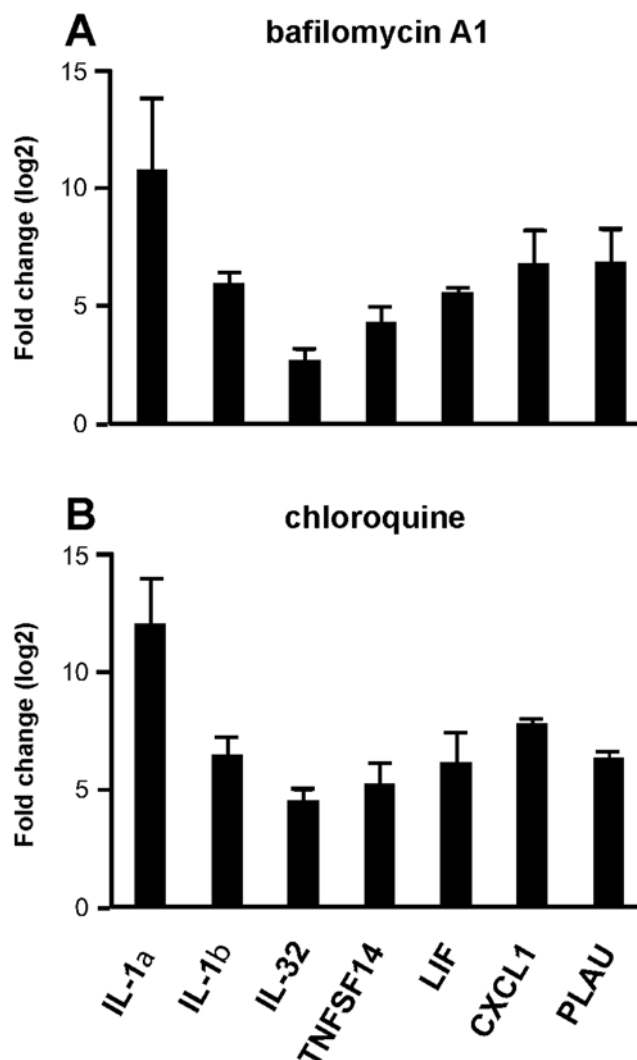 A
bafilomycin A1
Fold change (log2)
15
10
5
0
B
chloroquine
Fold change (log2)
15
10
5
0
IL-1a
IL-1b
IL-32
TNFSF14
LIF
CXCL1
PLAU